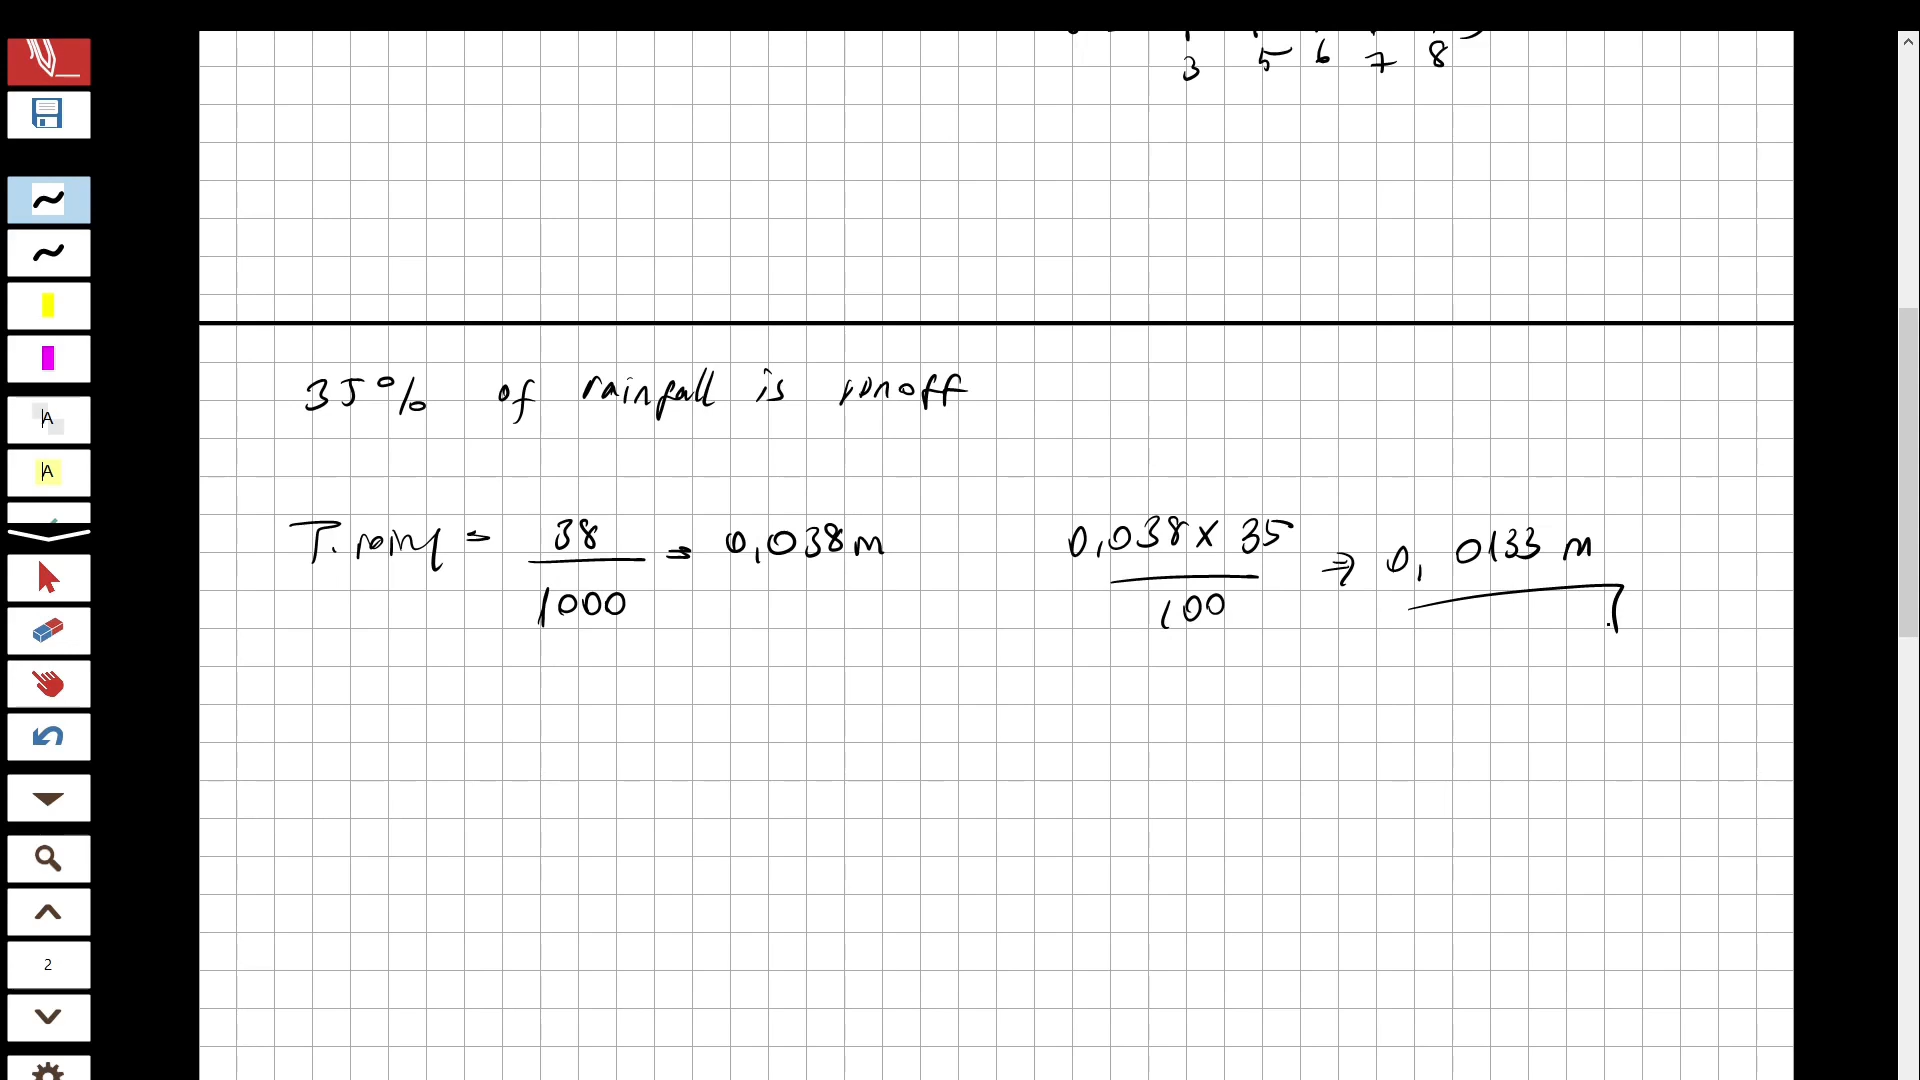 3 5 6 7 8
35% of rainfall is runoff
T. rainf = 38/1000 = 0,038 m 0,038 x 35/100 ⇒ 0,0133 m
A
A
2